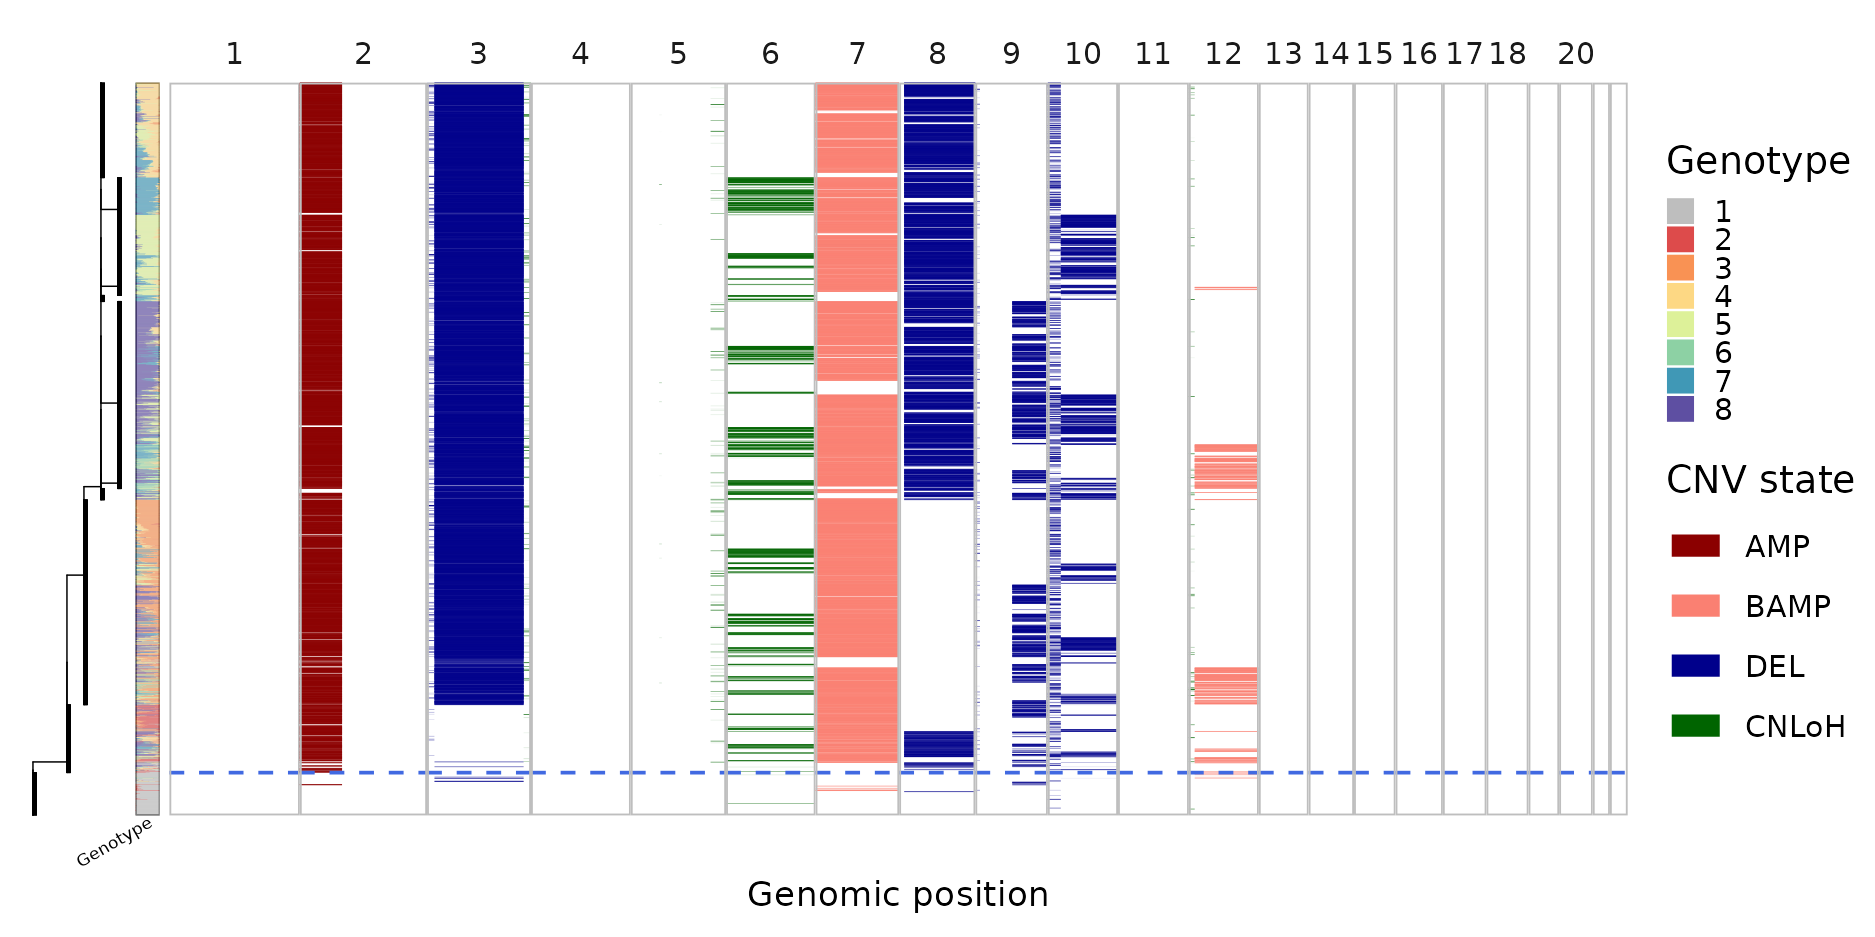 1 2 3 4 5 6 7 8 9 10 11 12 13 14 15 16 17 18 20
Genotype
1
2
3
4
5
6
7
8
CNV state
AMP
BAMP
DEL
CNLoH
Genotype
Genomic position